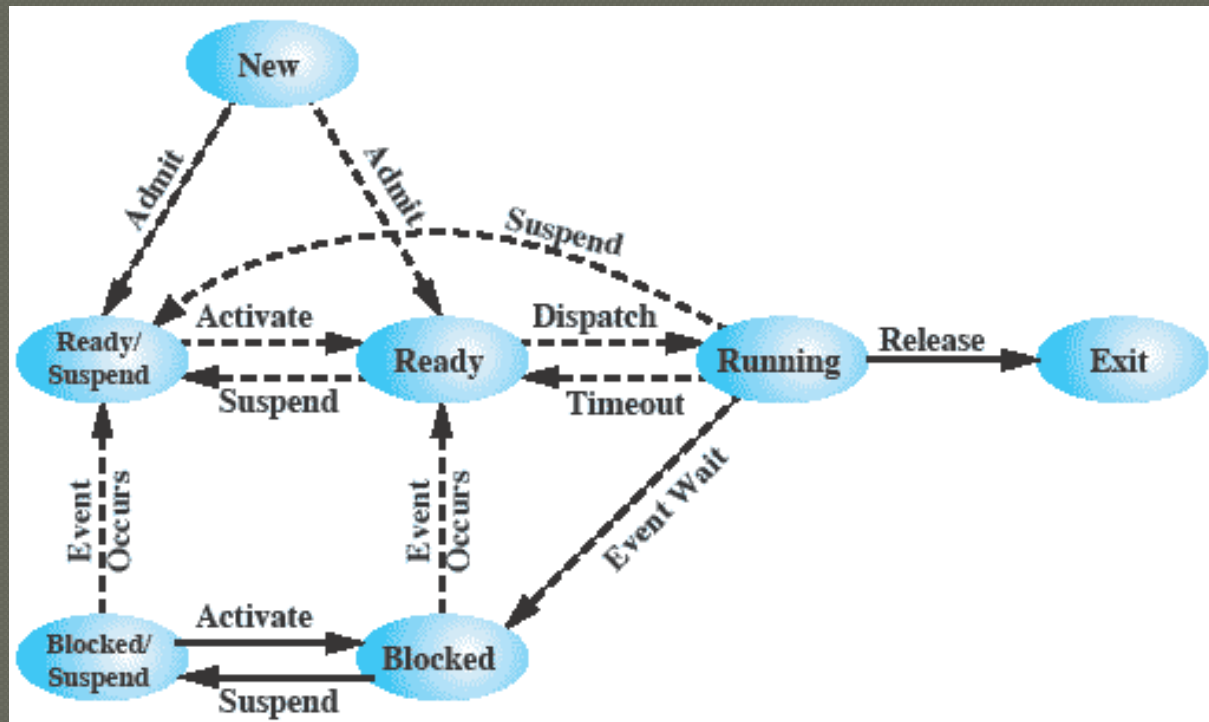 New
Admit
Admit
Suspend
Activate
Dispatch
Ready/
Suspend
Ready
Running
Release
Exit
Suspend
Timeout
Event
Occurs
Event
Occurs
Event Wait
Activate
Blocked/
Suspend
Blocked
Suspend